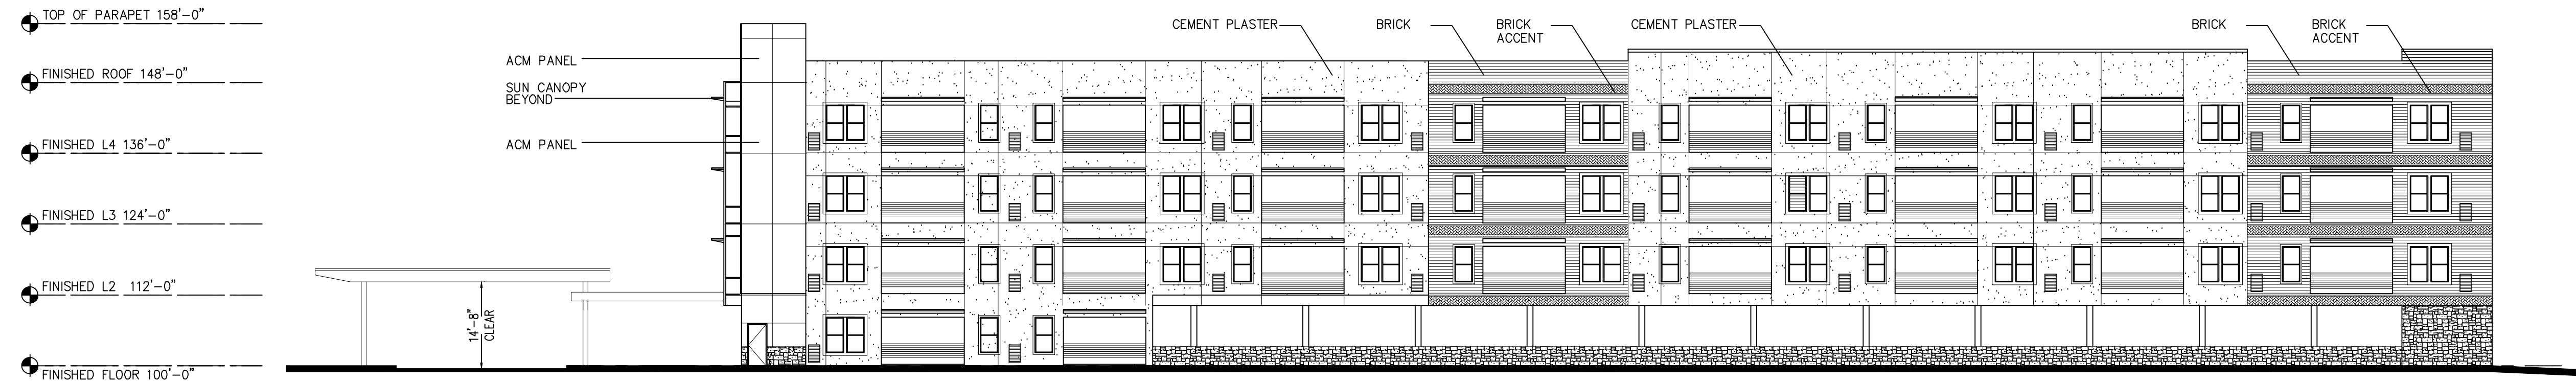 TOP OF PARAPET 158'-0"
FINISHED ROOF 148'-0"
FINISHED L4 136'-0"
FINISHED L3 124'-0"
FINISHED L2 112'-0"
FINISHED FLOOR 100'-0"
14'-8"
CLEAR
ACM PANEL
SUN CANOPY
BEYOND
ACM PANEL
CEMENT PLASTER
BRICK
BRICK
ACCENT
CEMENT PLASTER
BRICK
BRICK
ACCENT